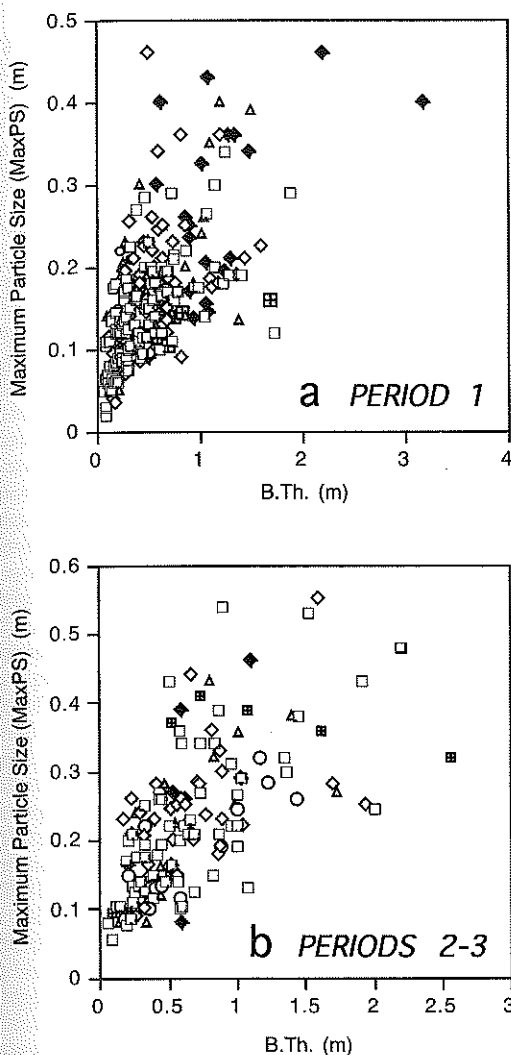 0.5
0.4
0.3
0.2
0.1
0
Maximum Particle Size (MaxPS) (m)
a PERIOD 1
0 1 2 3 4
B.Th. (m)
0.6
0.5
0.4
0.3
0.2
0.1
0
Maximum Particle Size (MaxPS) (m)
b PERIODS 2-3
0 0.5 1 1.5 2 2.5 3
B.Th. (m)